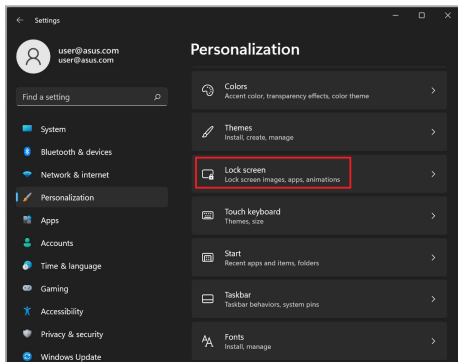 Settings
user@asus.com
user@asus.com
Find a setting
System
Bluetooth & devices
Network & internet
Personalization
Apps
Accounts
Time & language
Gaming
Accessibility
Privacy & security
Windows Update
Personalization
Colors
Accent color, transparency effects, color theme
Themes
Install, create, manage
Lock screen
Lock screen images, apps, animations
Touch keyboard
Themes, size
Start
Recent apps and items, folders
Taskbar
Taskbar behaviors, system pins
Fonts
Install, manage